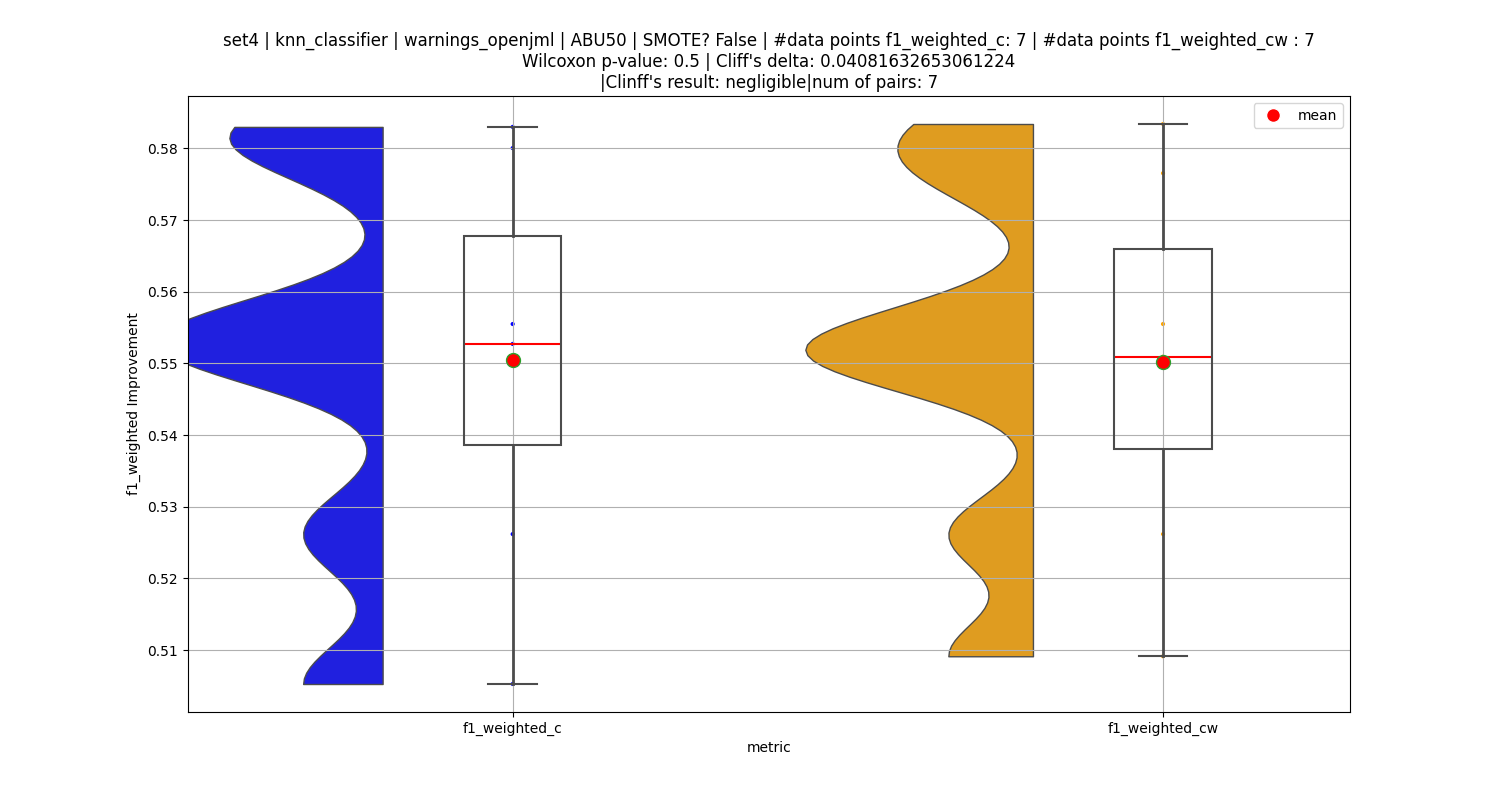 set4 | knn_classifier | warnings_openjml | ABU50 | SMOTE? False | #data points f1_weighted_c: 7 | #data points f1_weighted_cw : 7
Wilcoxon p-value: 0.5 | Cliff's delta: 0.04081632653061224
|Clinff's result: negligible|num of pairs: 7
mean
0.58
0.57
0.56
0.55
0.54
0.53
0.52
0.51
f1_weighted Improvement
f1_weighted_c
f1_weighted_cw
metric